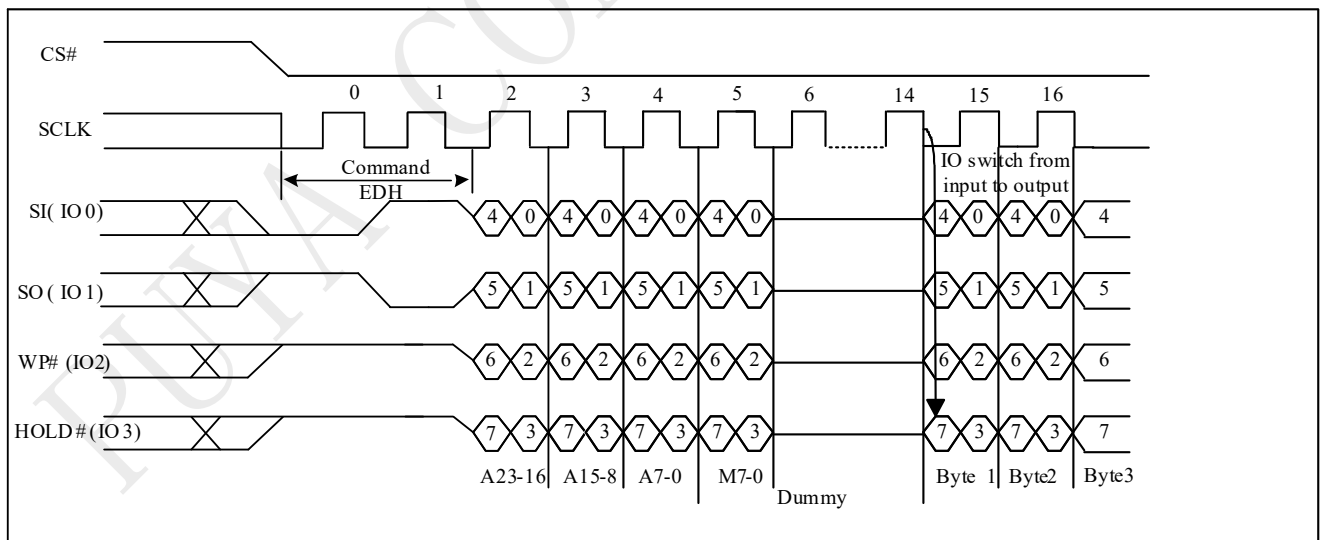 PUYA CO
CS#
0 1 2 3 4 5 6 14 15 16
SCLK
Command
EDH
IO switch from
input to output
SI( IO 0) 4 0 4 0 4 0 4 0 4 0 4 0 4
SO ( IO 1) 5 1 5 1 5 1 5 1 5 1 5 1 5
WP# (IO2) 6 2 6 2 6 2 6 2 6 2 6 2 6
HOLD# (IO 3) 7 3 7 3 7 3 7 3 7 3 7 3 7
A23-16 A15-8 A7-0 M7-0 Byte 1 Byte2 Byte3
Dummy